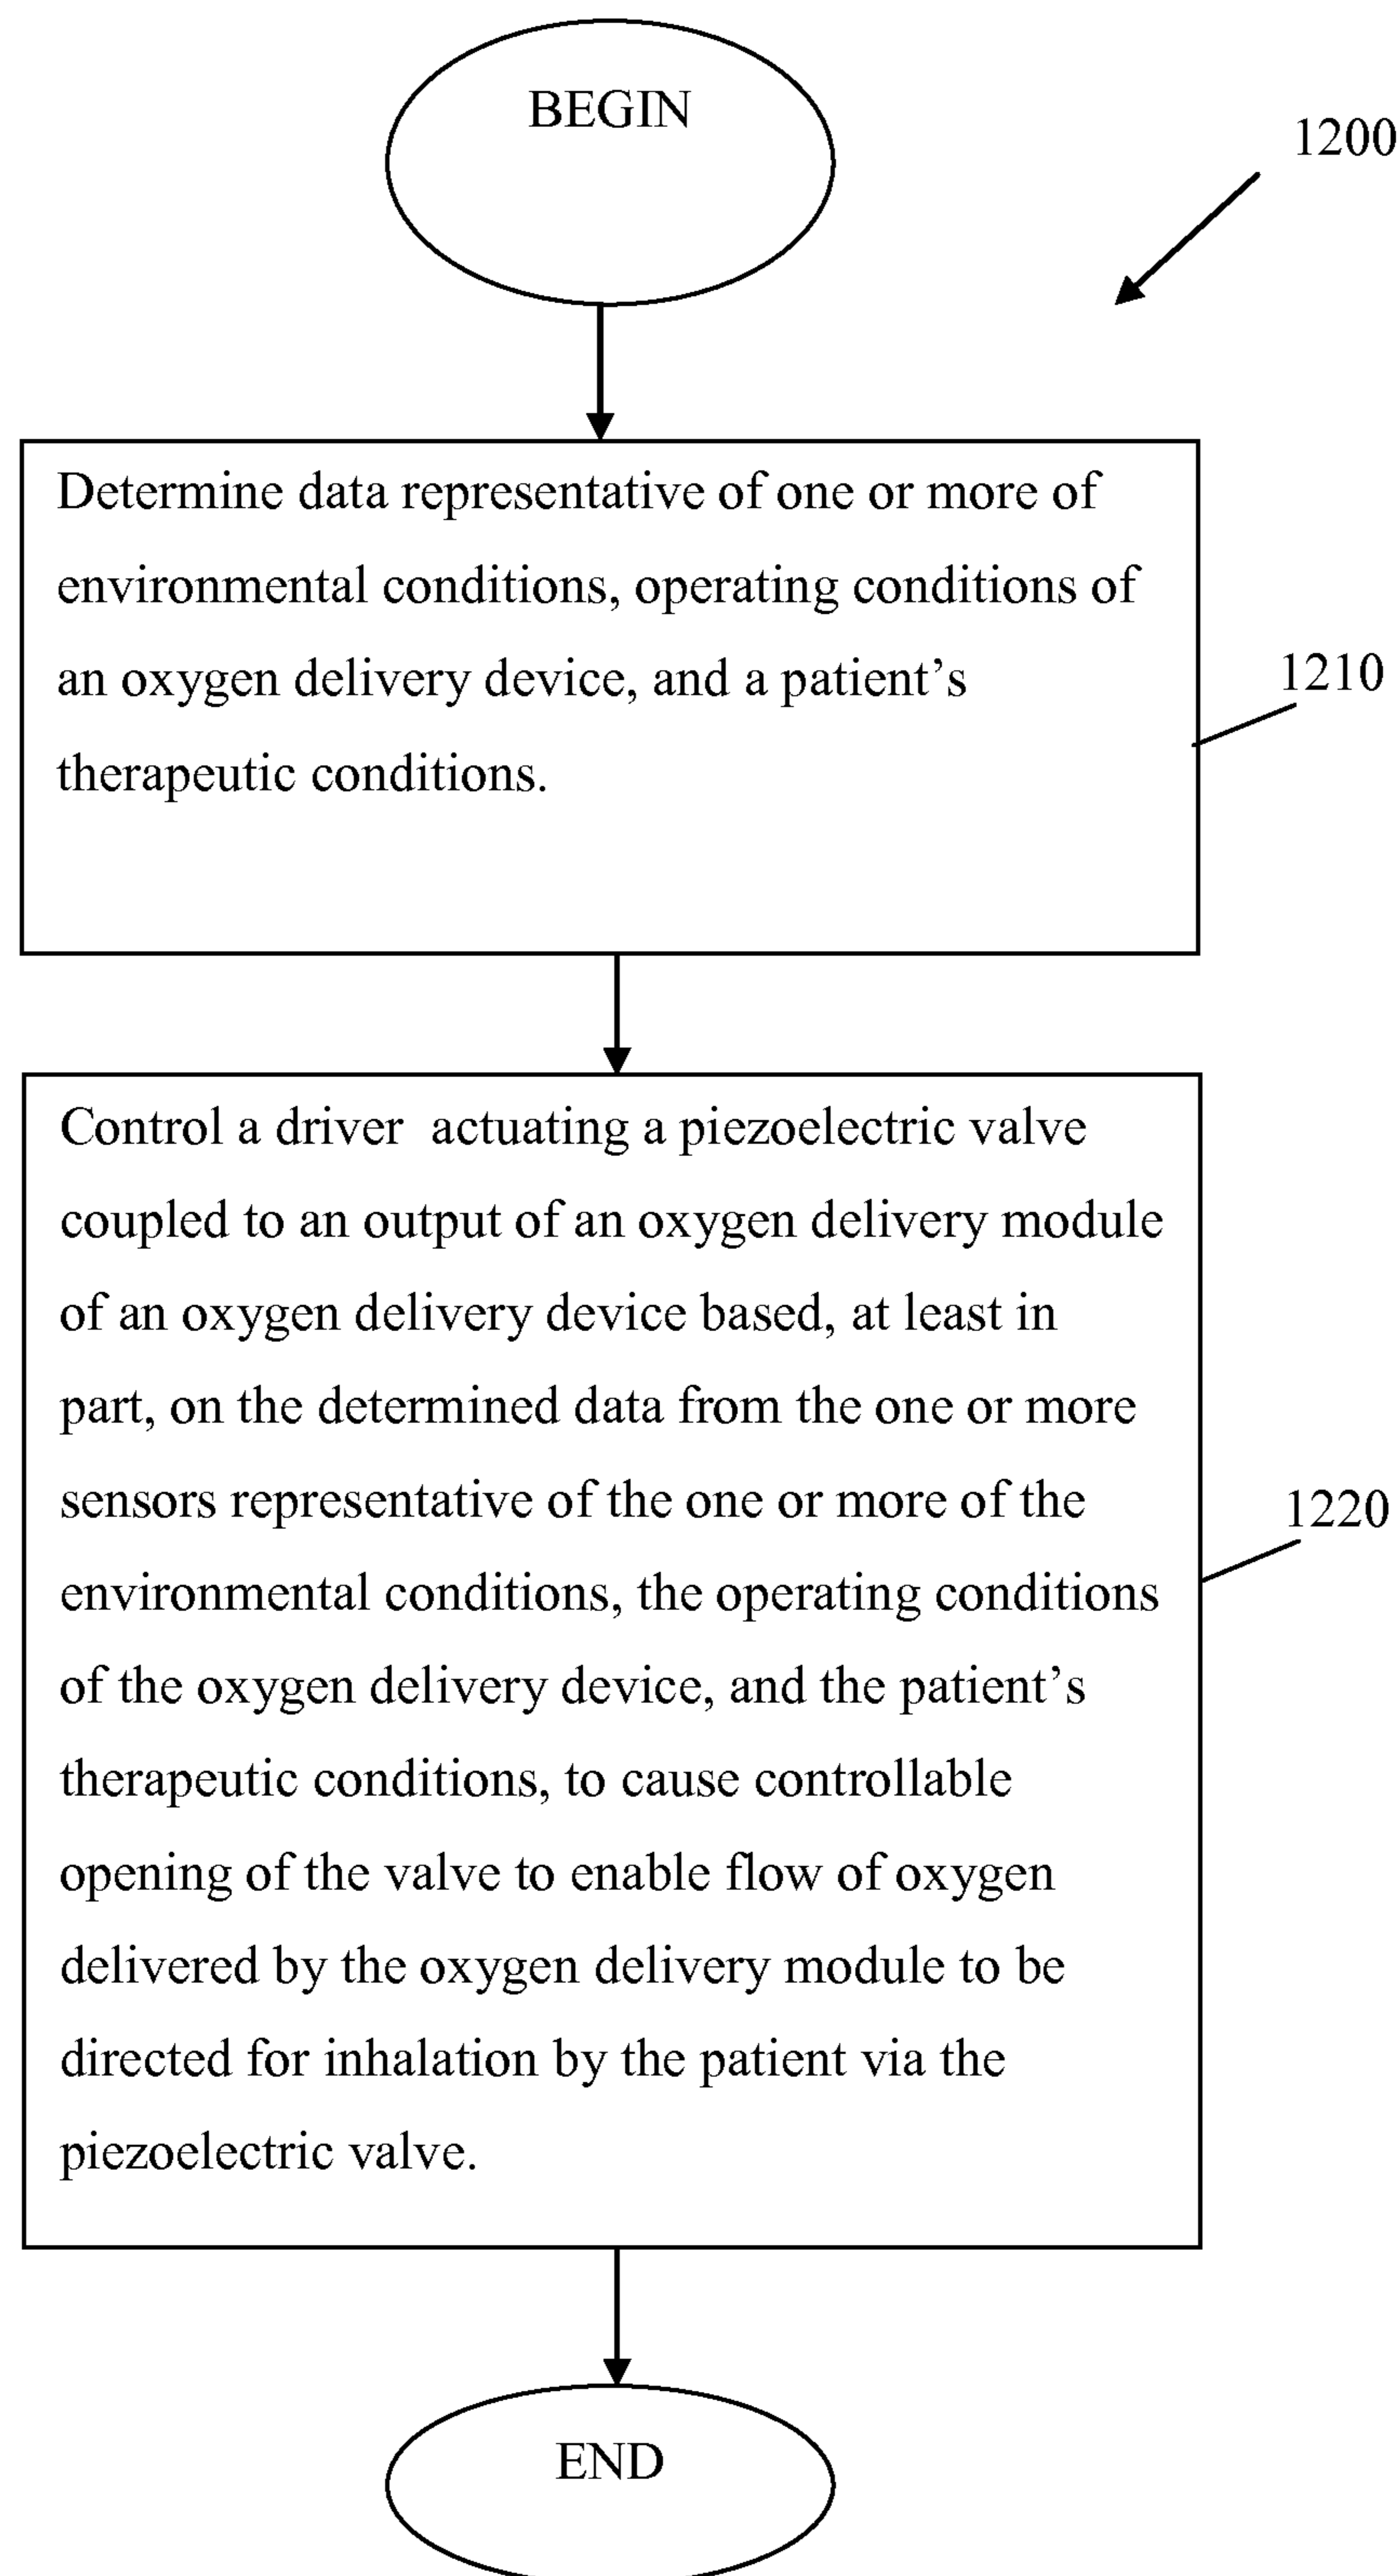 BEGIN
1200
Determine data representative of one or more of
environmental conditions, operating conditions of
an oxygen delivery device, and a patient’s
therapeutic conditions.
1210
Control a driver  actuating a piezoelectric valve
coupled to an output of an oxygen delivery module
of an oxygen delivery device based, at least in
part, on the determined data from the one or more
sensors representative of the one or more of the
environmental conditions, the operating conditions
of the oxygen delivery device, and the patient’s
therapeutic conditions, to cause controllable
opening of the valve to enable flow of oxygen
delivered by the oxygen delivery module to be
directed for inhalation by the patient via the
piezoelectric valve.
1220
END